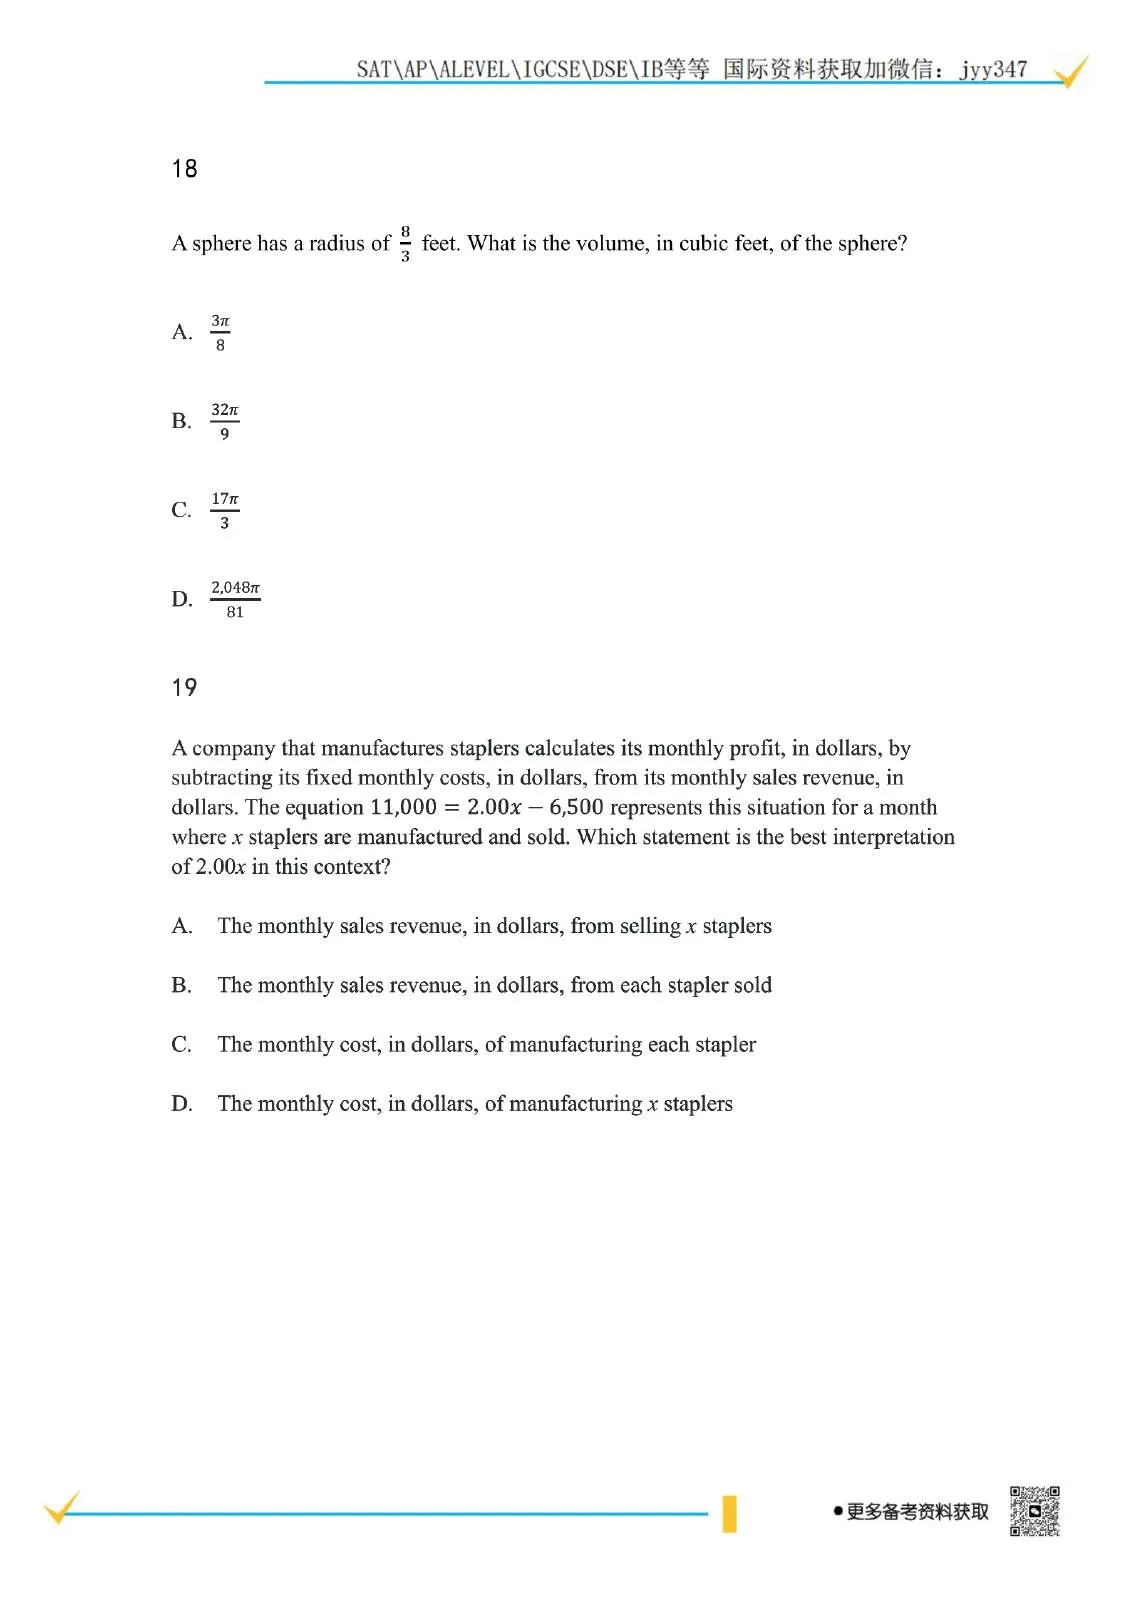 SAT\AP\ALEVEL\IGCSE\DSE\IB等等 国际资料获取加微信：jyy347
18
A sphere has a radius of 8/3 feet. What is the volume, in cubic feet, of the sphere?
A. 3π/8
B. 32π/9
C. 17π/3
D. 2,048π/81
19
A company that manufactures staplers calculates its monthly profit, in dollars, by
subtracting its fixed monthly costs, in dollars, from its monthly sales revenue, in
dollars. The equation 11,000 = 2.00x − 6,500 represents this situation for a month
where x staplers are manufactured and sold. Which statement is the best interpretation
of 2.00x in this context?
A. The monthly sales revenue, in dollars, from selling x staplers
B. The monthly sales revenue, in dollars, from each stapler sold
C. The monthly cost, in dollars, of manufacturing each stapler
D. The monthly cost, in dollars, of manufacturing x staplers
•更多备考资料获取